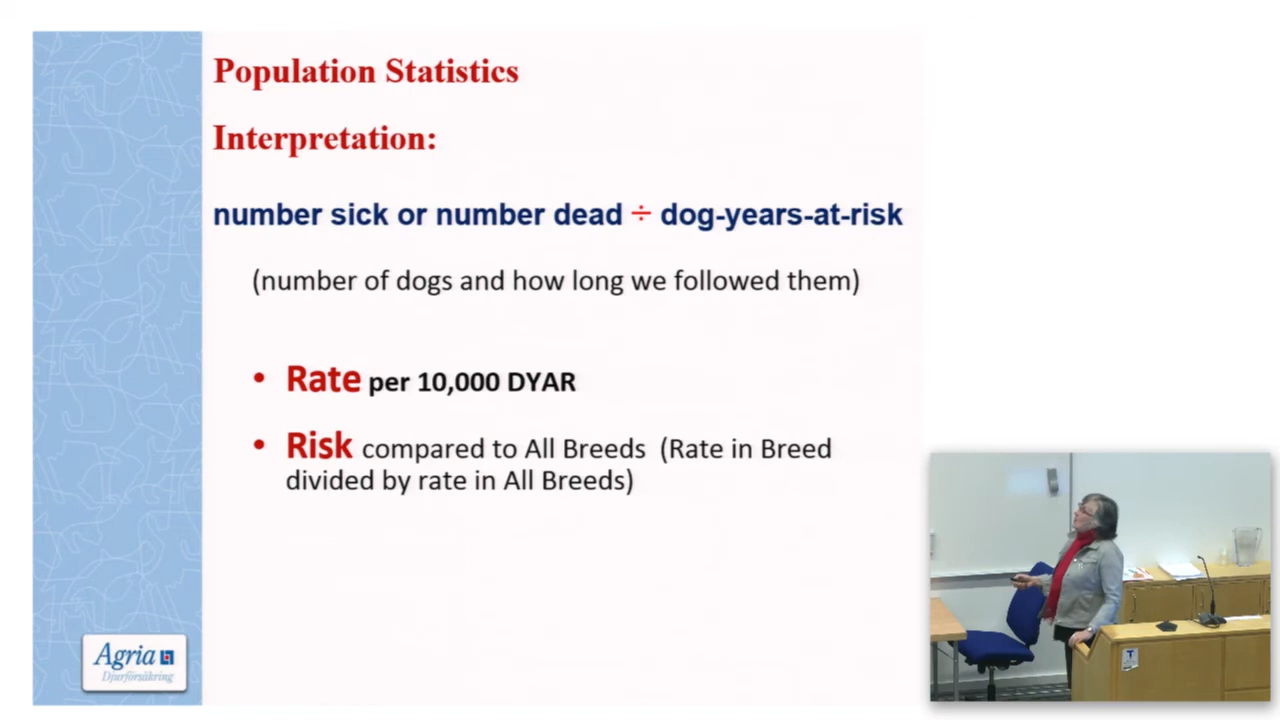 Population Statistics
Interpretation:
number sick or number dead ÷ dog-years-at-risk
(number of dogs and how long we followed them)
• Rate per 10,000 DYAR
• Risk compared to All Breeds (Rate in Breed
divided by rate in All Breeds)
Agria
Djurförsäkring